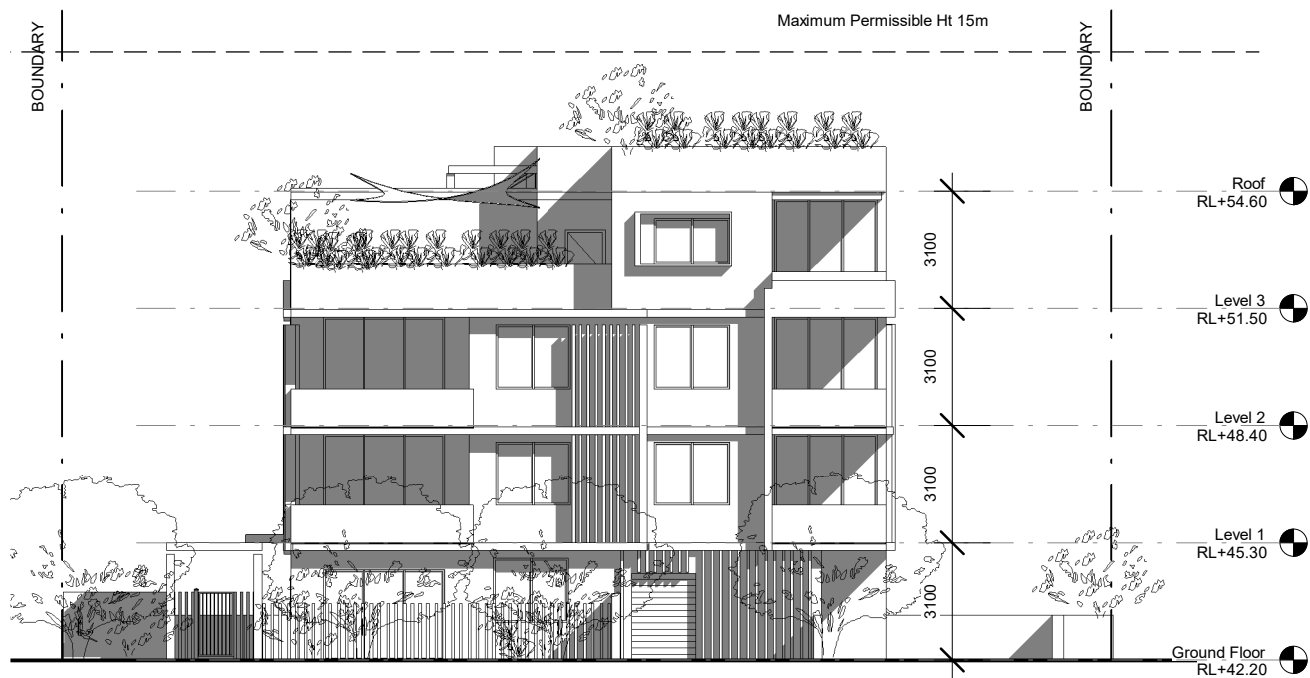 Maximum Permissible Ht 15m
BOUNDARY
BOUNDARY
Roof
RL+54.60
3100
Level 3
RL+51.50
3100
Level 2
RL+48.40
3100
Level 1
RL+45.30
3100
Ground Floor
RL+42.20